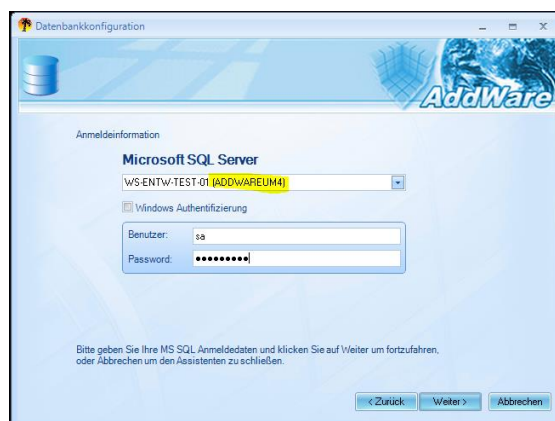 Datenbankkonfiguration
AddWare
Anmeldeinformation
Microsoft SQL Server
WS-ENTW-TEST-01 (ADDWAREUM4)
Windows Authentifizierung
Benutzer: sa
Password: •••••••••
Bitte geben Sie Ihre MS SQL Anmeldedaten und klicken Sie auf Weiter um fortzufahren,
oder Abbrechen um den Assistenten zu schließen.
< Zurück Weiter > Abbrechen